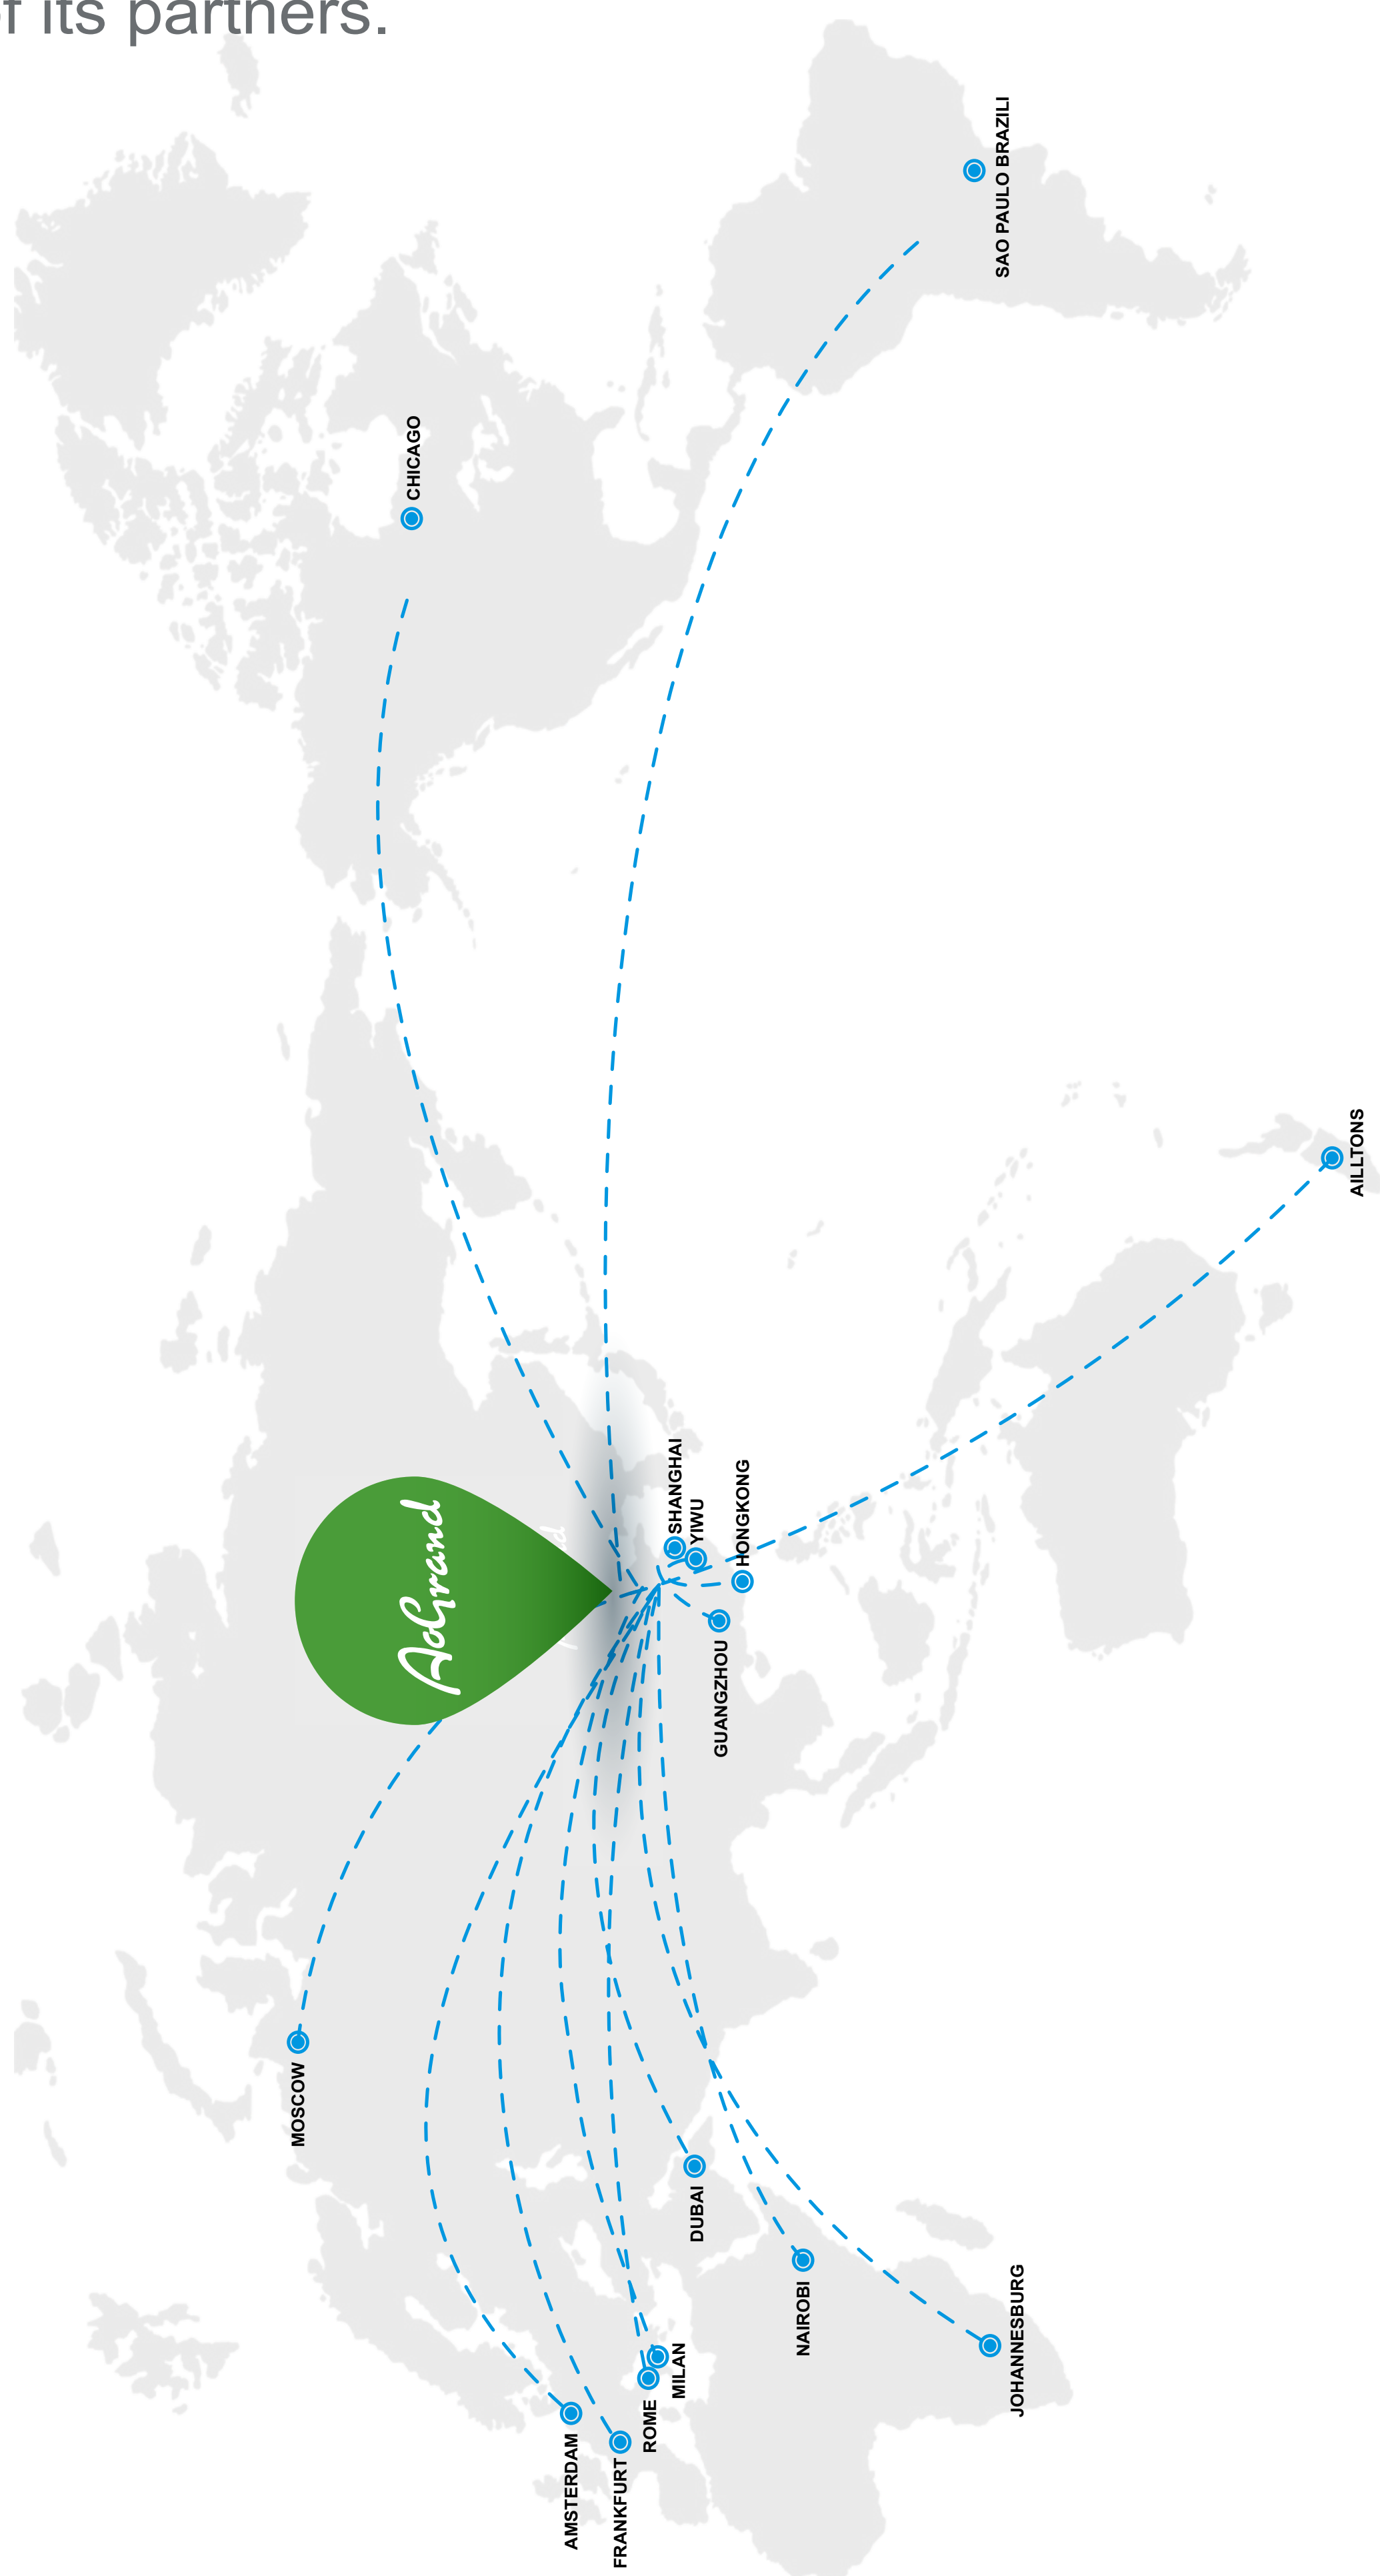 f its partners.
SAO PAULO BRAZILI
CHICAGO
AILLTONS
SHANGHAI
YIWU
HONGKONG
AoGrand
GUANGZHOU
MOSCOW
DUBAI
NAIROBI
JOHANNESBURG
MILAN
ROME
AMSTERDAM
FRANKFURT